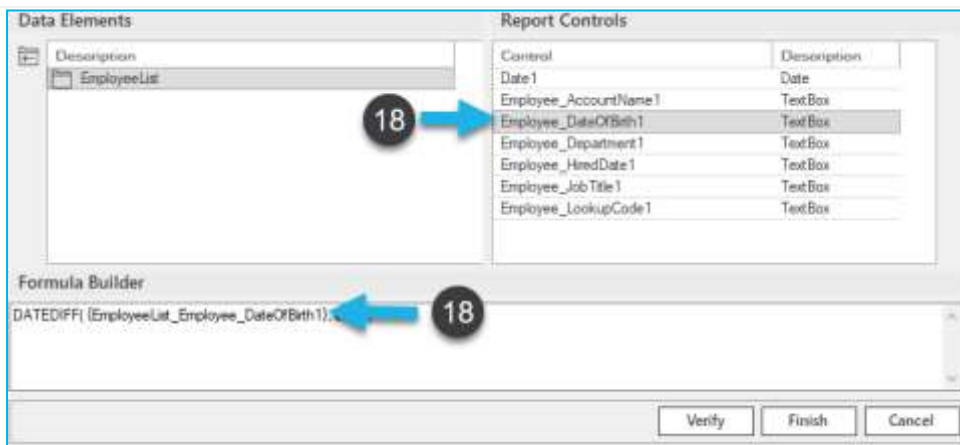 Data Elements
Report Controls
Description
EmployeeList
Control Description
Date1 Date
Employee_AccountName1 TextBox
18
Employee_DateOfBirth1 TextBox
Employee_Department1 TextBox
Employee_HiredDate1 TextBox
Employee_JobTitle1 TextBox
Employee_LookupCode1 TextBox
Formula Builder
DATEDIFF( {EmployeeList_Employee_DateOfBirth1},
18
Verify Finish Cancel